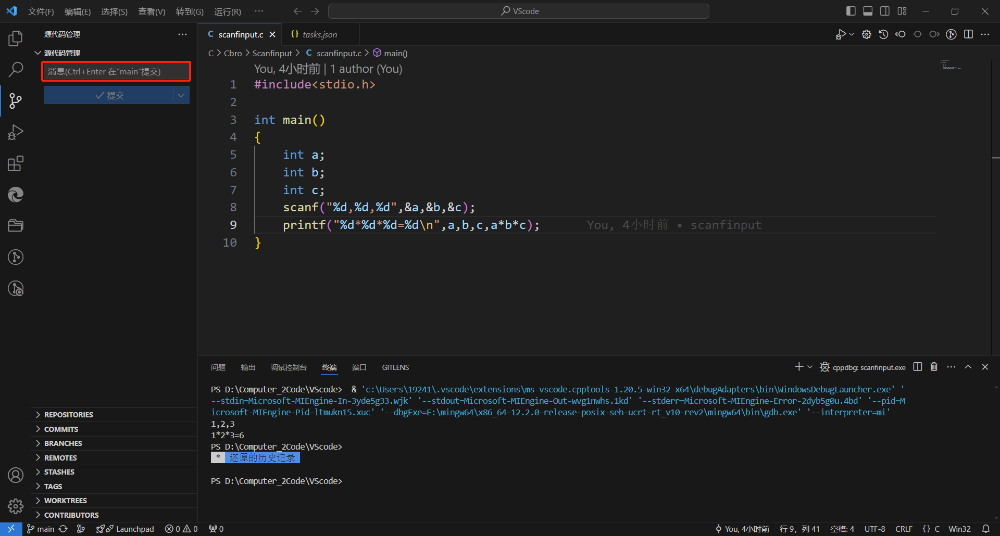 文件(F) 编辑(E) 选择(S) 查看(V) 转到(G) 运行(R) ··· VScode
源代码管理 ···
源代码管理
消息(Ctrl+Enter 在“main”提交)
提交
REPOSITORIES
COMMITS
BRANCHES
REMOTES
STASHES
TAGS
WORKTREES
CONTRIBUTORS
C scanfinput.c {} tasks.json
C > Cbro > Scanfinput > C scanfinput.c > main()
You, 4小时前 | 1 author (You)
1 #include<stdio.h>
2
3 int main()
4 {
5 int a;
6 int b;
7 int c;
8 scanf("%d,%d,%d",&a,&b,&c);
9 printf("%d*%d*%d=%d\n",a,b,c,a*b*c); You, 4小时前 • scanfinput
10 }
问题 输出 调试控制台 终端 端口 GITLENS cppdbg: scanfinput.exe
PS D:\Computer_2Code\VScode> & 'c:\Users\19241\.vscode\extensions\ms-vscode.cpptools-1.20.5-win32-x64\debugAdapters\bin\WindowsDebugLauncher.exe' '
--stdin=Microsoft-MIEngine-In-3yde5g33.wjk' '--stdout=Microsoft-MIEngine-Out-wvg1nwhs.1kd' '--stderr=Microsoft-MIEngine-Error-2dyb5g0u.4bd' '--pid=M
icrosoft-MIEngine-Pid-ltmukn15.xuc' '--dbgExe=E:\mingw64\x86_64-12.2.0-release-posix-seh-ucrt-rt_v10-rev2\mingw64\bin\gdb.exe' '--interpreter=mi'
1,2,3
1*2*3=6
PS D:\Computer_2Code\VScode>
* 还原的历史记录
PS D:\Computer_2Code\VScode>
main Launchpad 0 0 0 You, 4小时前 行 9，列 41 空格: 4 UTF-8 CRLF {} C Win32